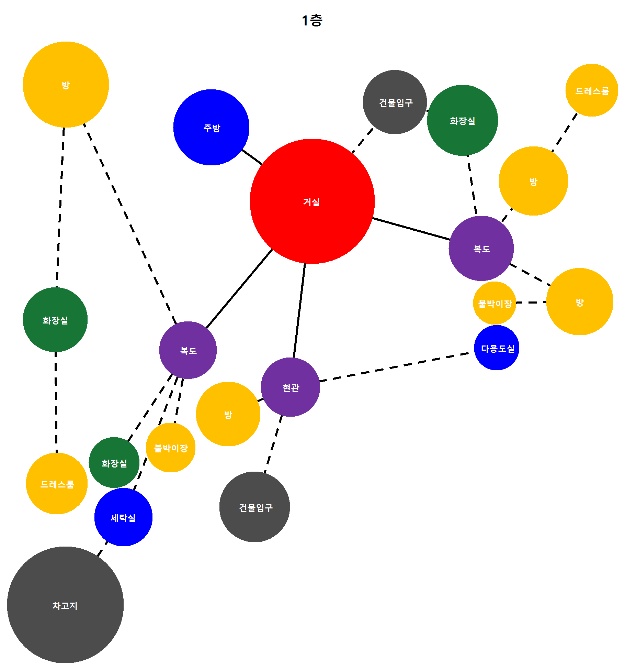 1층
방
주방
건물입구
화장실
드레스룸
방
거실
복도
방
붙박이장
다용도실
화장실
복도
현관
방
붙박이장
화장실
드레스룸
세탁실
건물입구
차고지